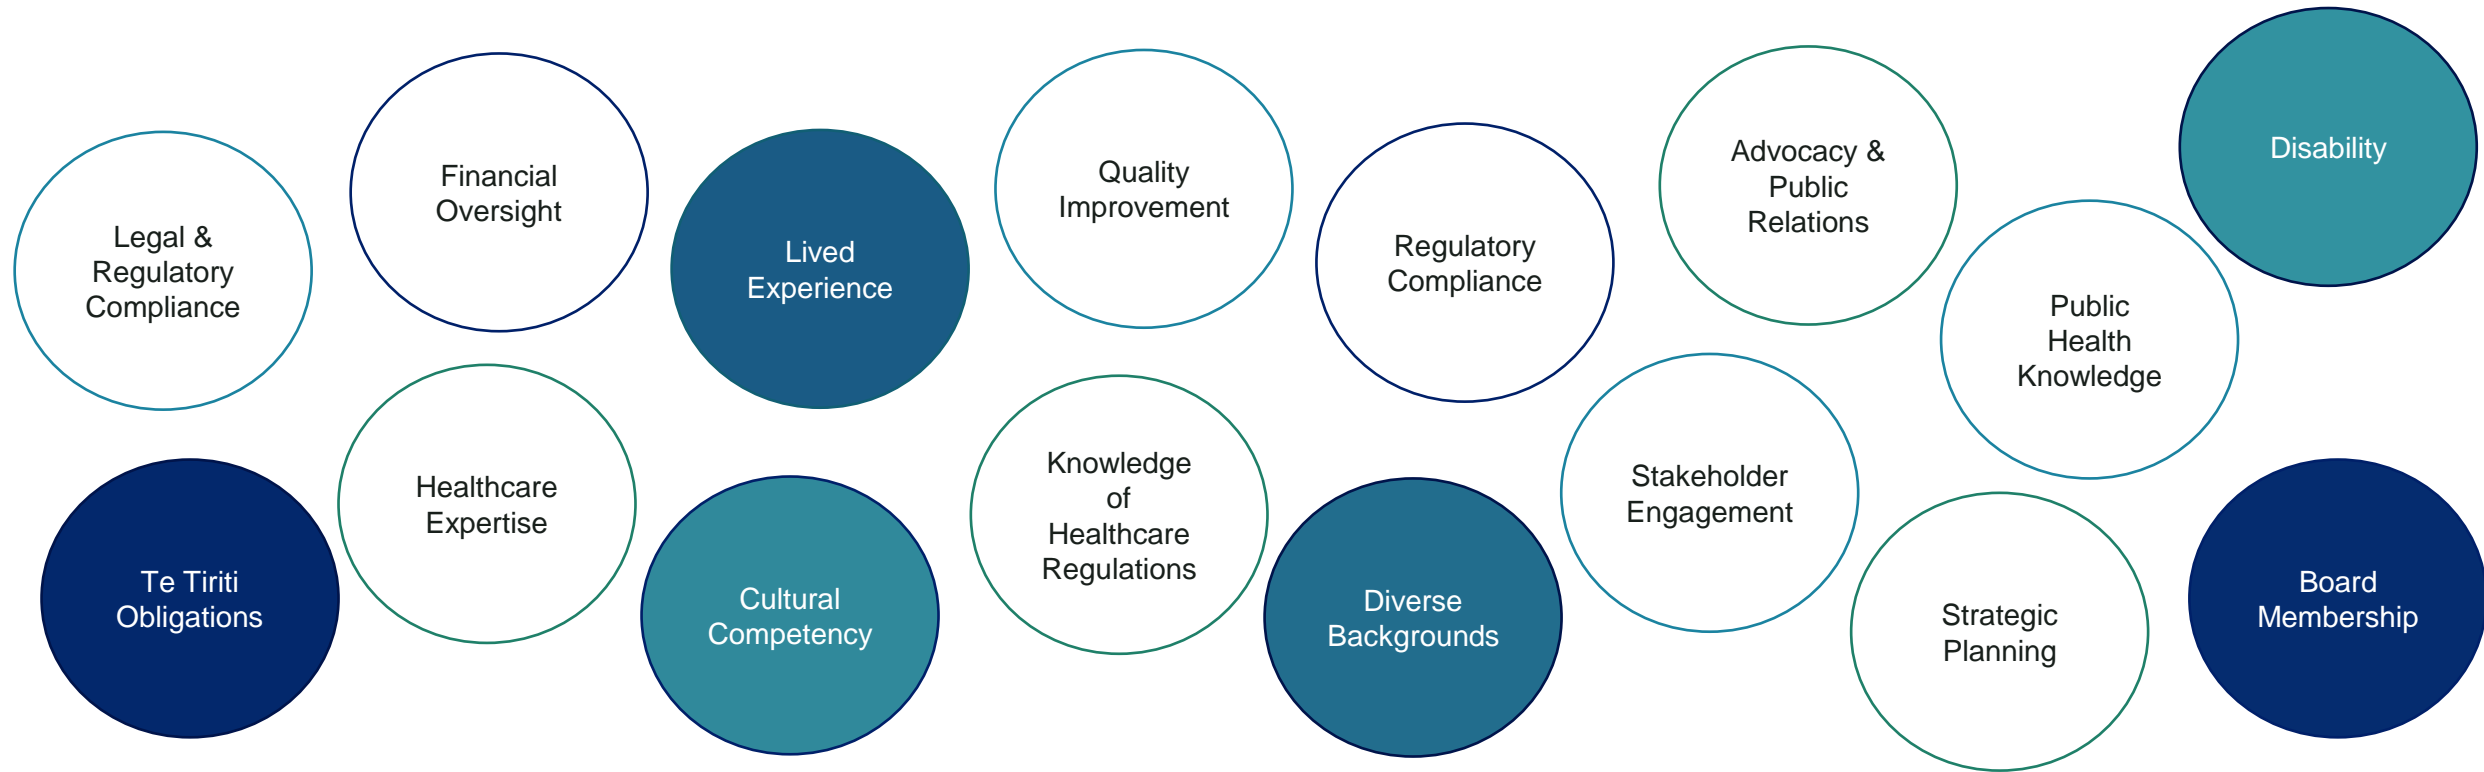 Legal &
Regulatory
Compliance
Financial
Oversight
Lived
Experience
Quality
Improvement
Regulatory
Compliance
Advocacy &
Public
Relations
Public
Health
Knowledge
Disability
Te Tiriti
Obligations
Healthcare
Expertise
Cultural
Competency
Knowledge
of
Healthcare
Regulations
Diverse
Backgrounds
Stakeholder
Engagement
Strategic
Planning
Board
Membership